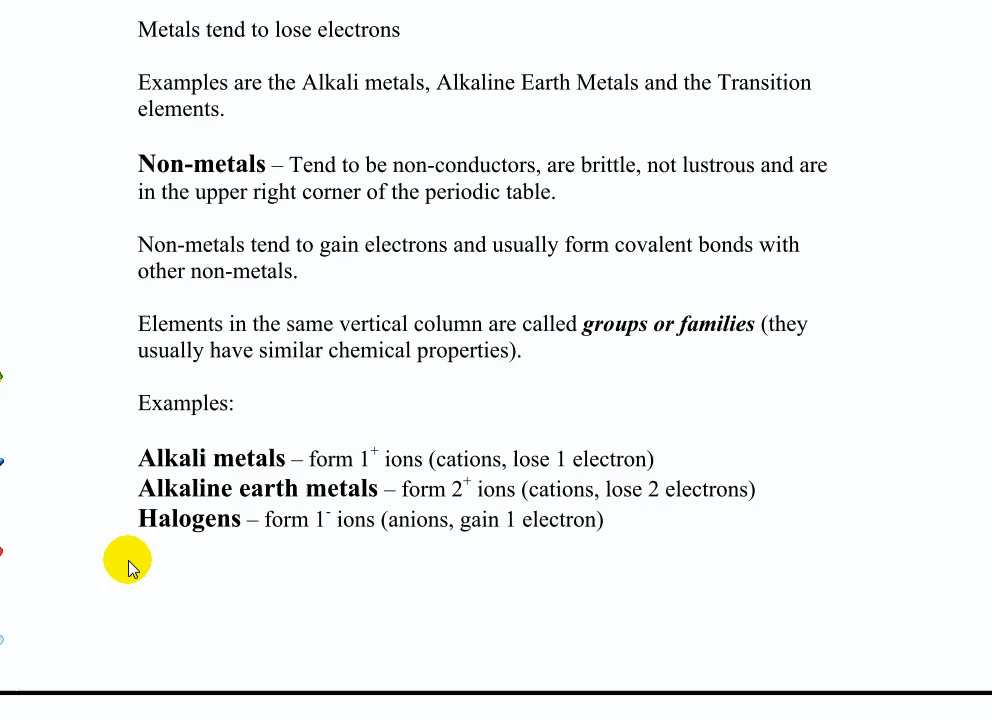 Metals tend to lose electrons
Examples are the Alkali metals, Alkaline Earth Metals and the Transition
elements.
Non-metals – Tend to be non-conductors, are brittle, not lustrous and are
in the upper right corner of the periodic table.
Non-metals tend to gain electrons and usually form covalent bonds with
other non-metals.
Elements in the same vertical column are called groups or families (they
usually have similar chemical properties).
Examples:
Alkali metals – form 1⁺ ions (cations, lose 1 electron)
Alkaline earth metals – form 2⁺ ions (cations, lose 2 electrons)
Halogens – form 1⁻ ions (anions, gain 1 electron)